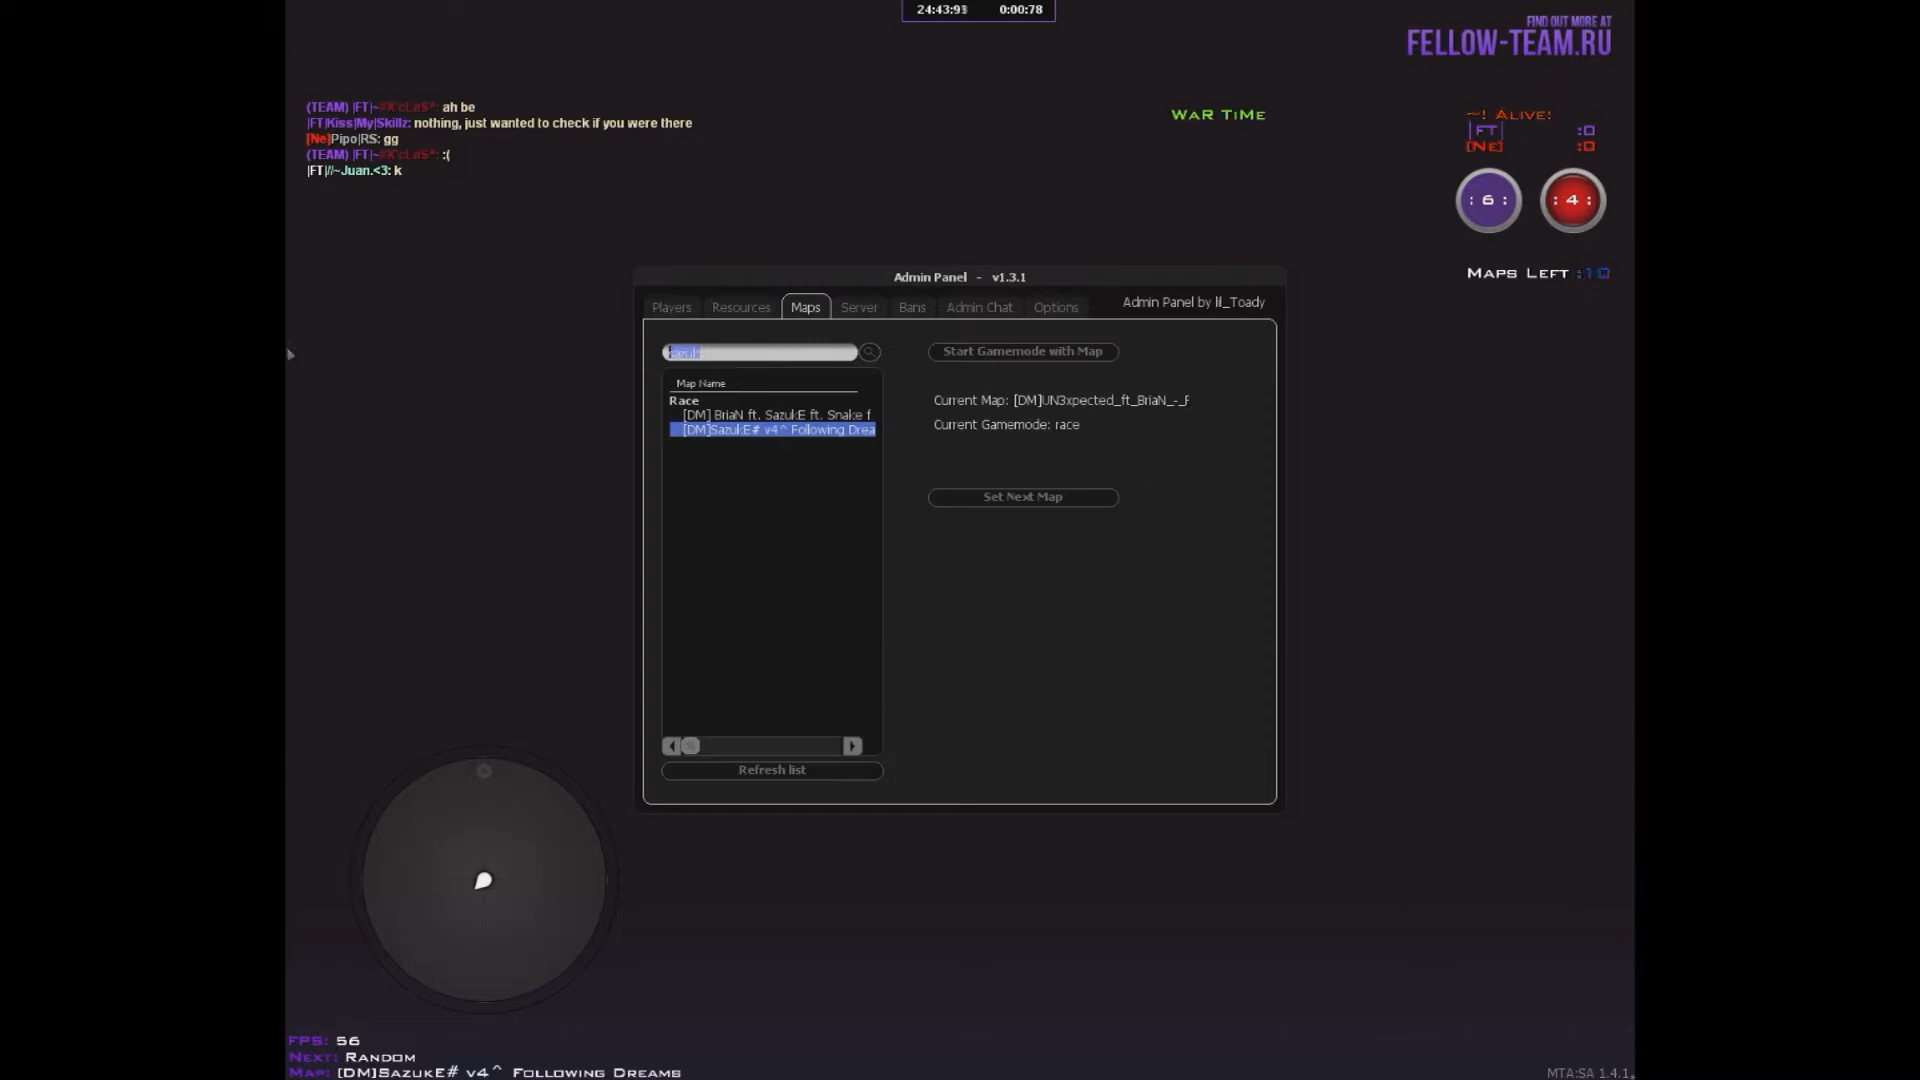 24:43:93 0:00:78
FIND OUT MORE AT
FELLOW-TEAM.RU
(TEAM) |FT|~#X'cLaS^: ah be
|FT|Kiss|My|Skillz: nothing, just wanted to check if you were there
[Ne]Pipo|RS: gg
(TEAM) |FT|~#X'cLaS^: :(
|FT|//~Juan.<3: k
WAR TIME
~! ALIVE:
|FT| :0
[NE] :0
: 6 : : 4 :
MAPS LEFT :10
Admin Panel - v1.3.1
Players Resources Maps Server Bans Admin Chat Options
Admin Panel by lil_Toady
Start Gamemode with Map
Map Name
Race
[DM] BriaN ft. SazukE ft. Snake f
[DM]SazukE# v4^ Following Drea
Current Map: [DM]UN3xpected_ft_BriaN_-_F
Current Gamemode: race
Set Next Map
Refresh list
FPS: 56
NEXT: RANDOM
MAP: [DM]SAZUKE# V4^ FOLLOWING DREAMS
MTA:SA 1.4.1